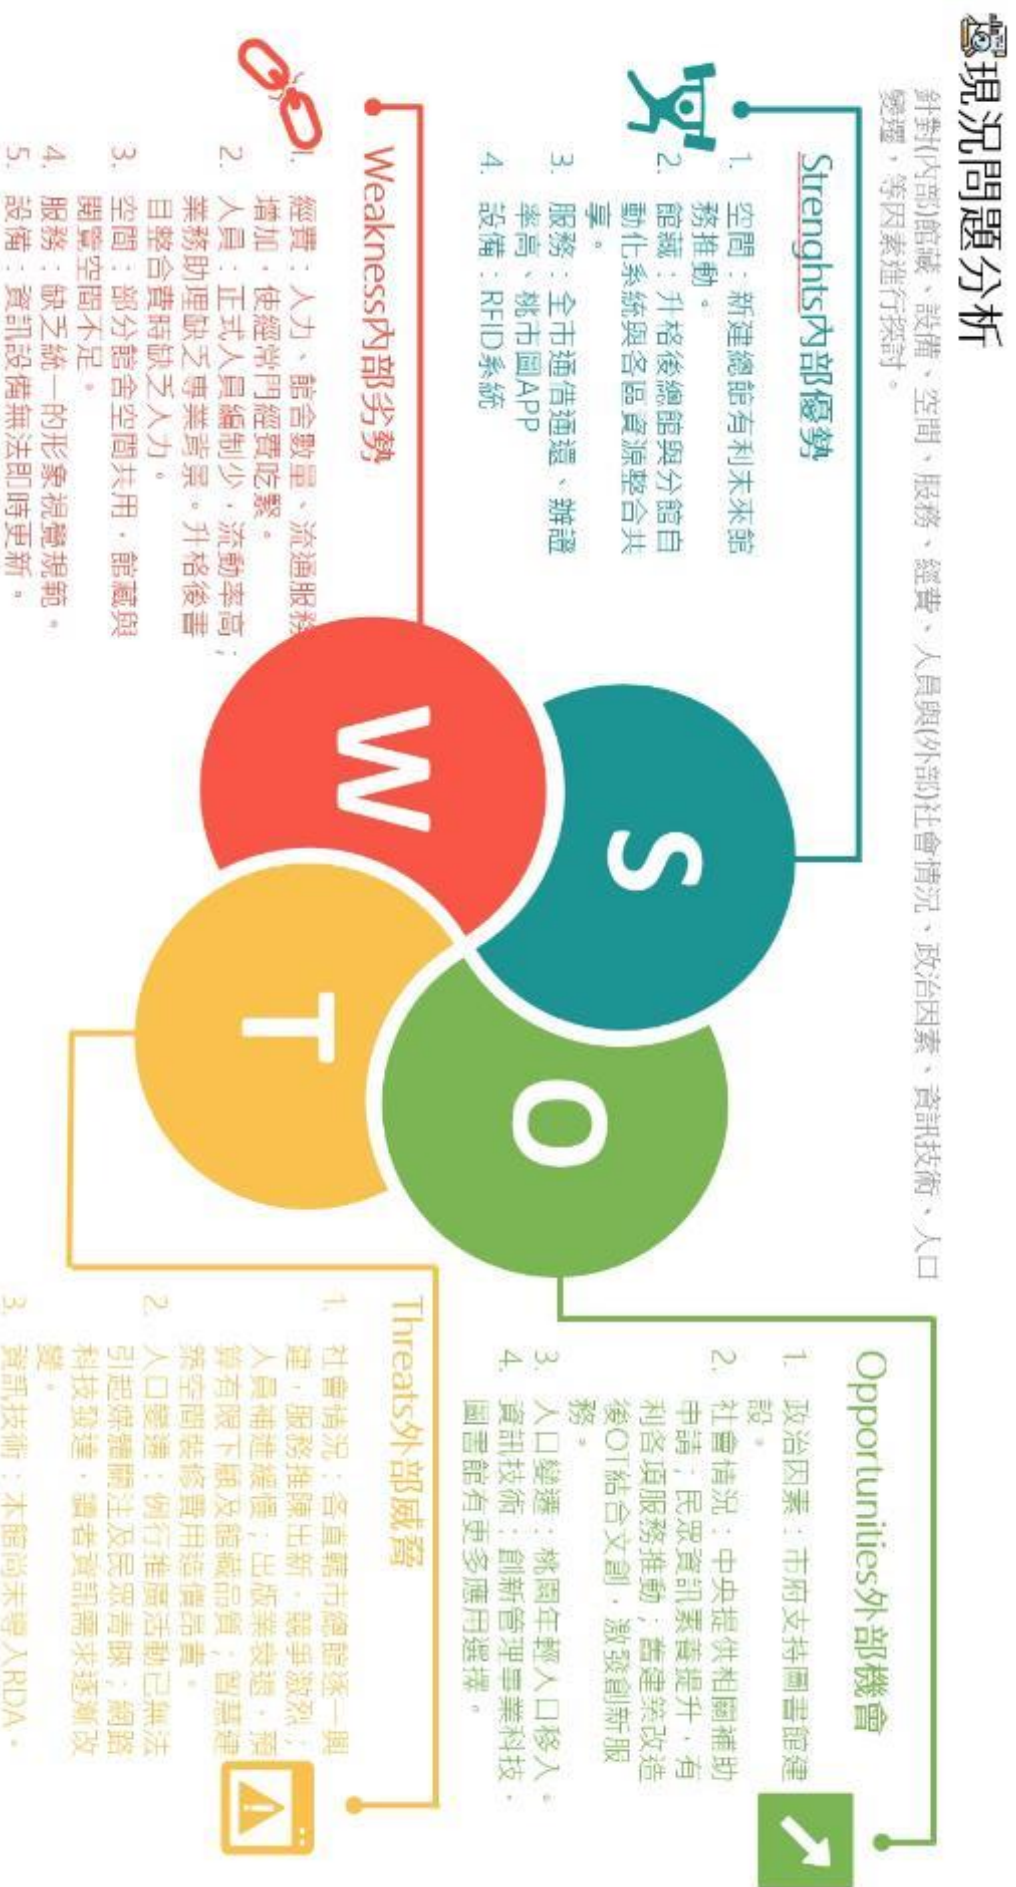 現況問題分析
針對(內部)館藏、設備、空間、服務、經費、人員與(外部)社會情況、政治因素、資訊技術、人口
變遷,等因素進行探討。
Strenghts內部優勢
1. 空間:新建總館有利未來館
務推動。
2. 館藏:升格後總館與分館自
動化系統與各區資源整合共
享。
3. 服務:全市通借通還、辦證
率高、桃市圖APP
4. 設備:RFID系統
Weakness內部劣勢
1. 經費:人力、館舍數量、流通服務
增加,使經常門經費吃緊。
2. 人員:正式人員編制少,流動率高;
業務助理缺乏專業背景。升格後書
目整合費時缺乏人力。
3. 空間:部分館舍空間共用,館藏與
閱覽空間不足。
4. 服務:缺乏統一的形象視覺規範。
5. 設備:資訊設備無法即時更新。
S
W
O
T
Opportunities外部機會
1. 政治因素:市府支持圖書館建
設。
2. 社會情況:中央提供相關補助
申請;民眾資訊素養提升,有
利各項服務推動;舊建築改造
後OT結合文創,激發創新服
務。
3. 人口變遷:桃園年輕人口移入。
4. 資訊技術:創新管理事業科技,
圖書館有更多應用選擇。
Threats外部威脅
1. 社會情況:各直轄市總館逐一興
建,服務推陳出新,競爭激烈;
人員補進緩慢;出版業衰退,預
算有限下顧及館藏品質;智慧建
築空間裝修費用造價品貴。
2. 人口變遷:例行推廣活動已無法
引起媒體關注及民眾青睞;網路
科技發達,讀者資訊需求逐漸改
變。
3. 資訊技術:本館尚未導入RDA。